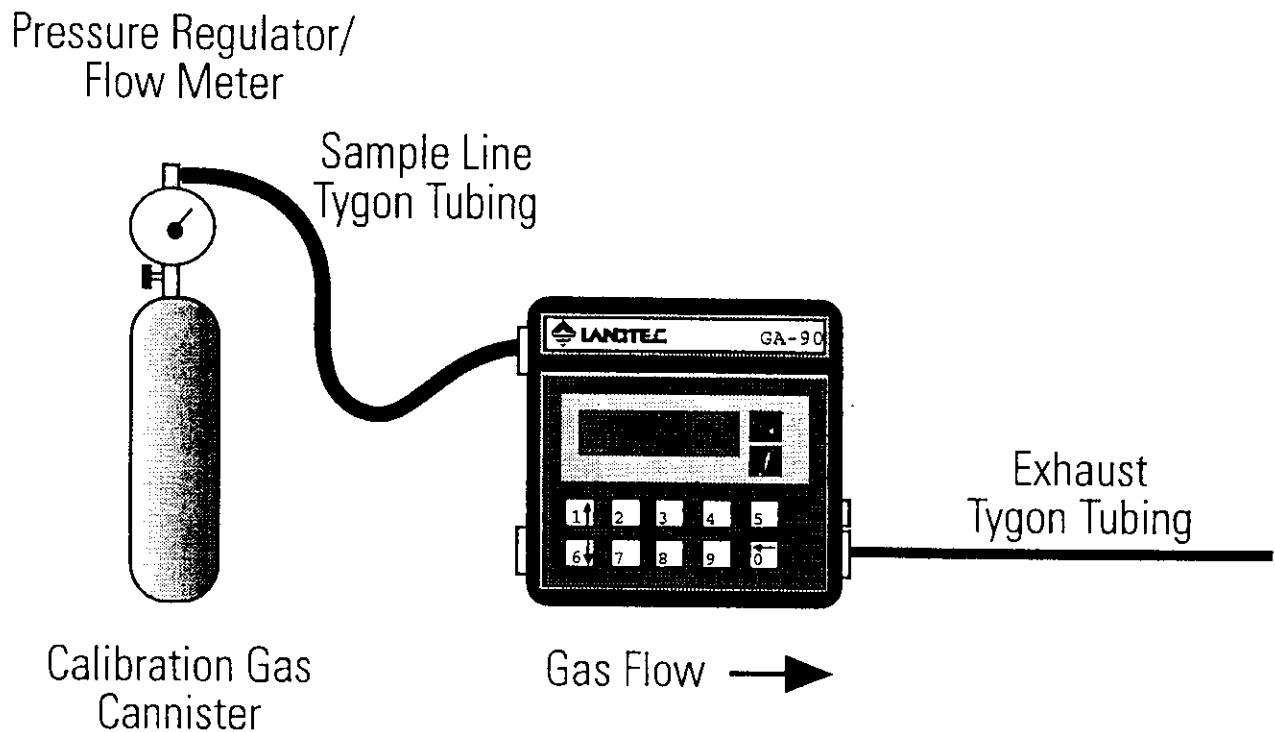 Pressure Regulator/
Flow Meter
Sample Line
Tygon Tubing
LANDTEC GA-90
1 2 3 4 5
6 7 8 9 0
Exhaust
Tygon Tubing
Calibration Gas
Cannister
Gas Flow